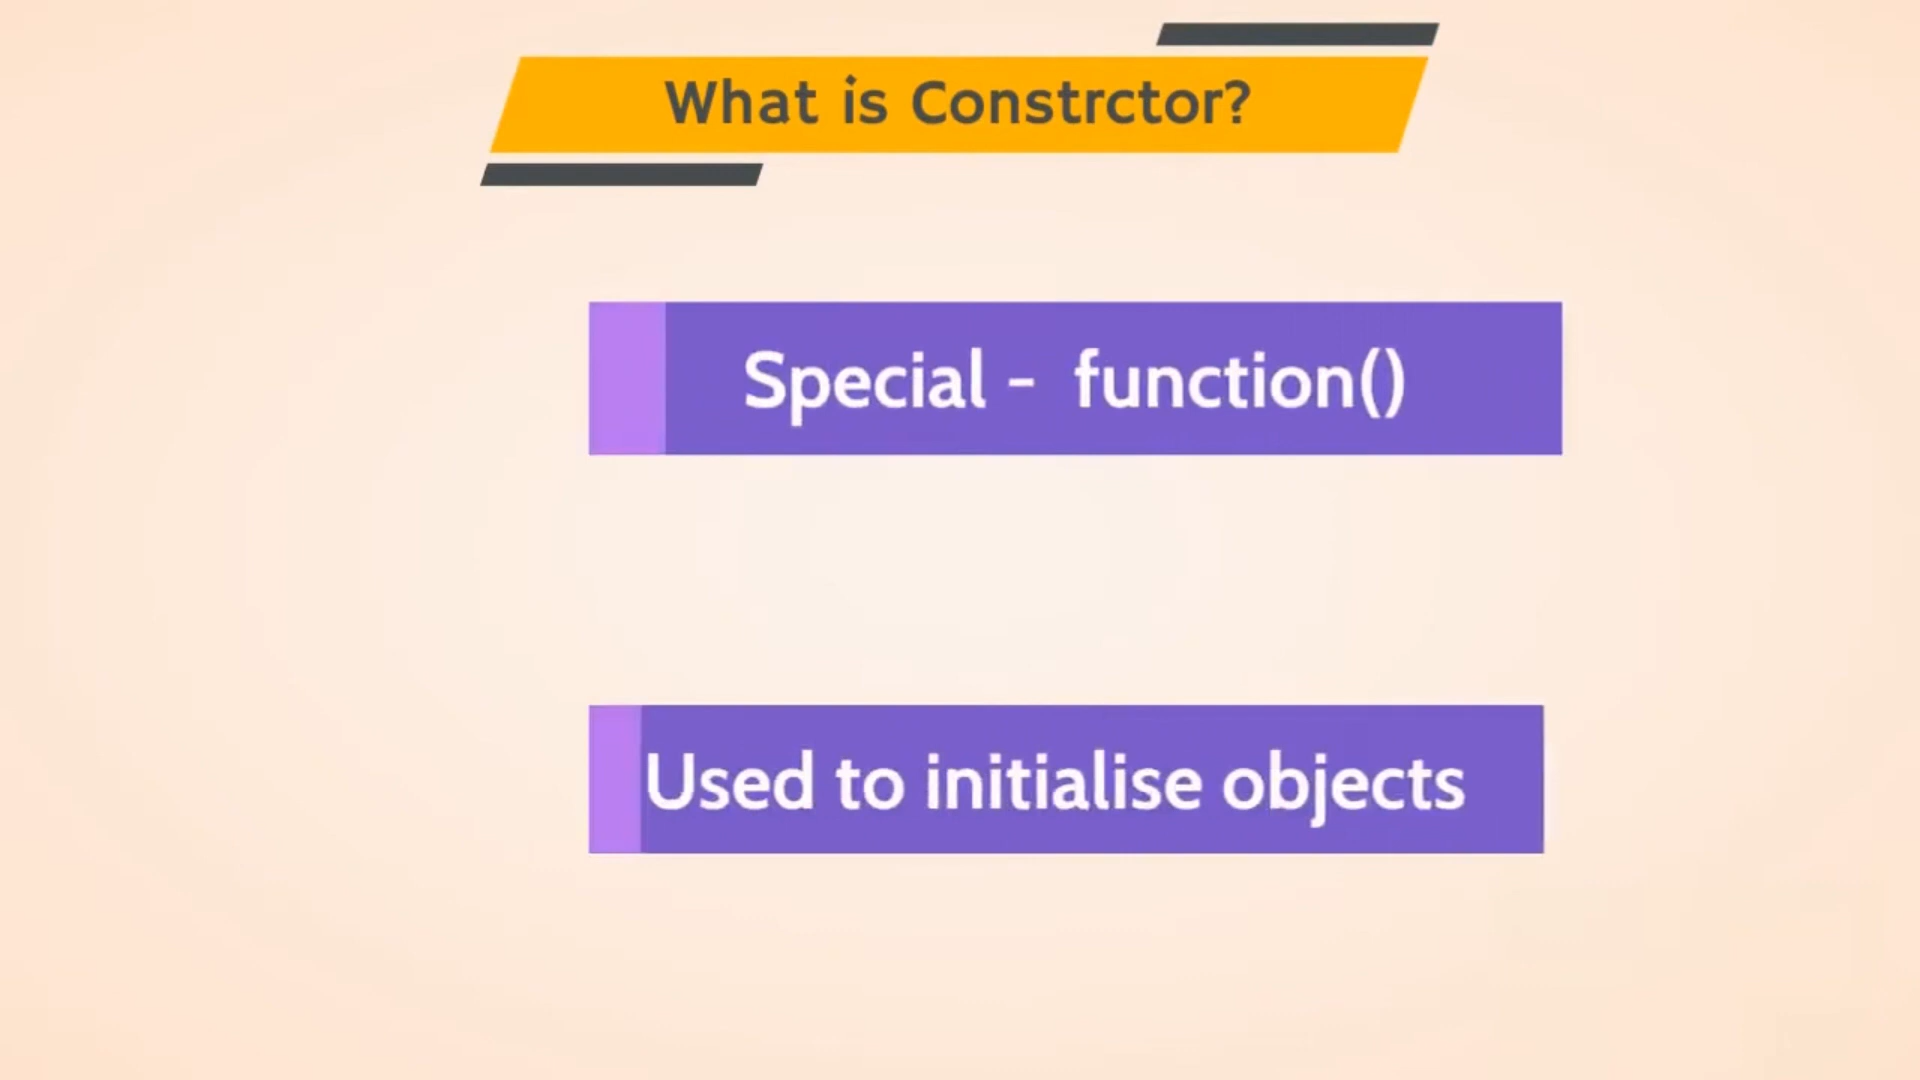 What is Constrctor?
Special - function()
Used to initialise objects